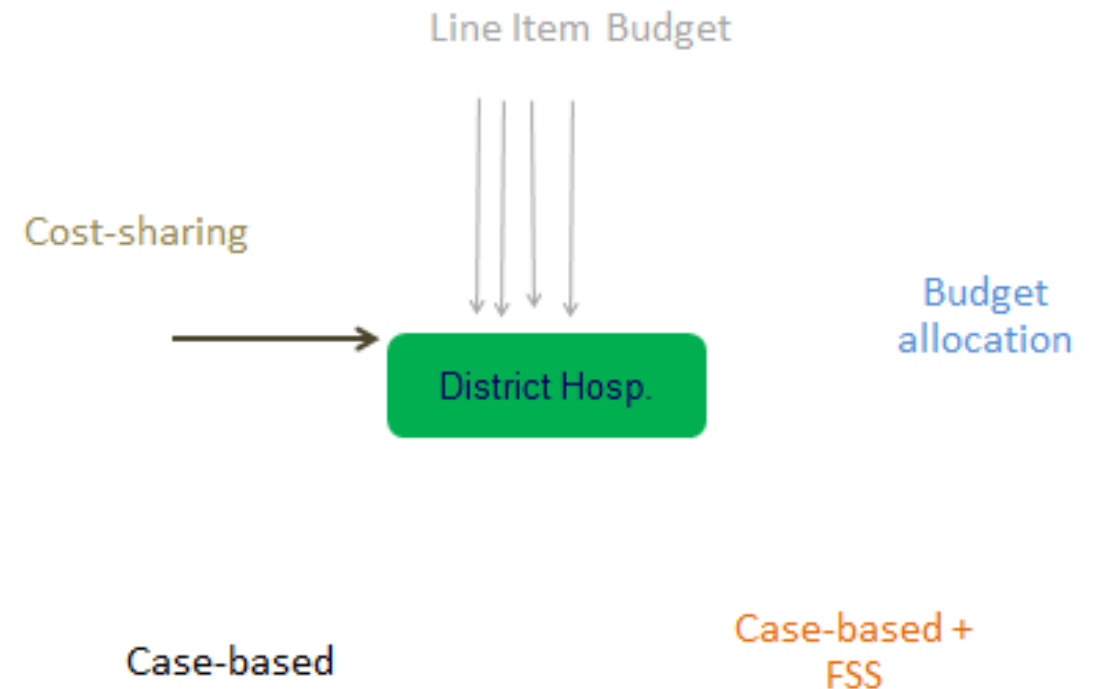 Line Item Budget
Cost-sharing
Budget
allocation
District Hosp.
Case-based +
FSS
Case-based